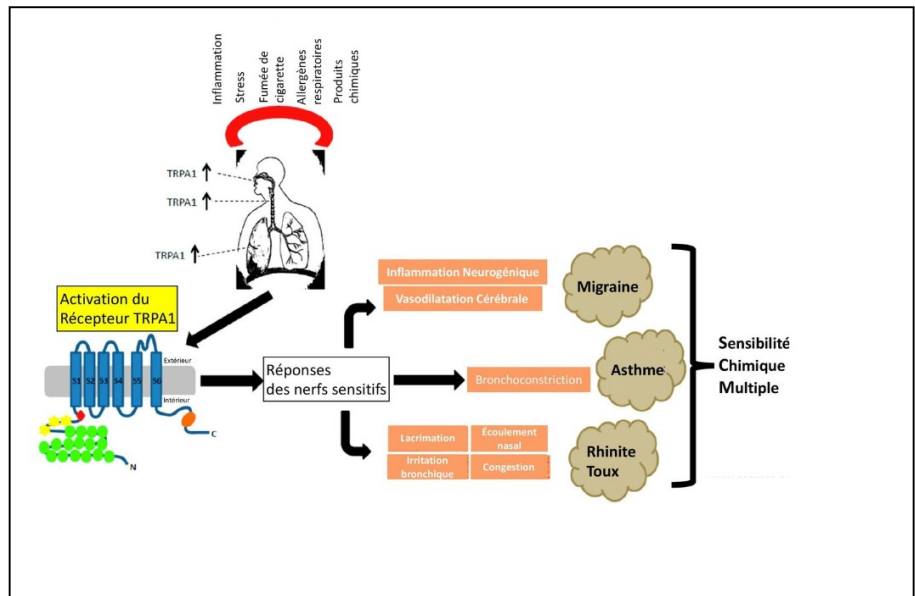 Inflammation
Stress
Fumée de
cigarette
Allergènes
respiratoires
Produits
chimiques
TRPA1
TRPA1
TRPA1
Activation du
Récepteur TRPA1
S1 S2 S3 S4 S5 S6
Extérieur
Intérieur
C
N
Réponses
des nerfs sensitifs
Inflammation Neurogénique
Vasodilatation Cérébrale
Migraine
Bronchoconstriction
Asthme
Lacrimation
Écoulement
nasal
Irritation
bronchique
Congestion
Rhinite
Toux
Sensibilité
Chimique
Multiple